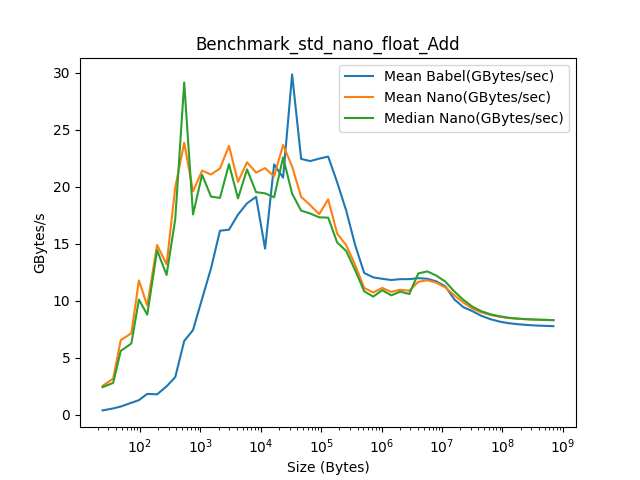 Benchmark_std_nano_float_Add
Mean Babel(GBytes/sec)
Mean Nano(GBytes/sec)
Median Nano(GBytes/sec)
GBytes/s
30
25
20
15
10
5
0
10² 10³ 10⁴ 10⁵ 10⁶ 10⁷ 10⁸ 10⁹
Size (Bytes)